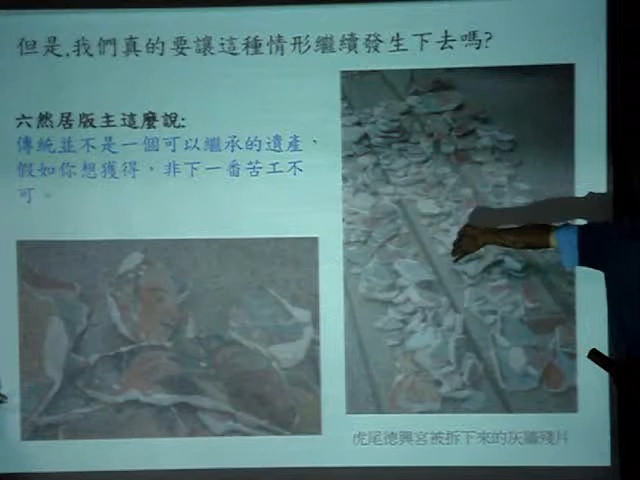 但是,我們真的要讓這種情形繼續發生下去嗎?
六然居版主這麼說:
傳統並不是一個可以繼承的遺產，
假如你想獲得，非下一番苦工不
可。
虎尾德興宮被拆下來的灰牆殘片